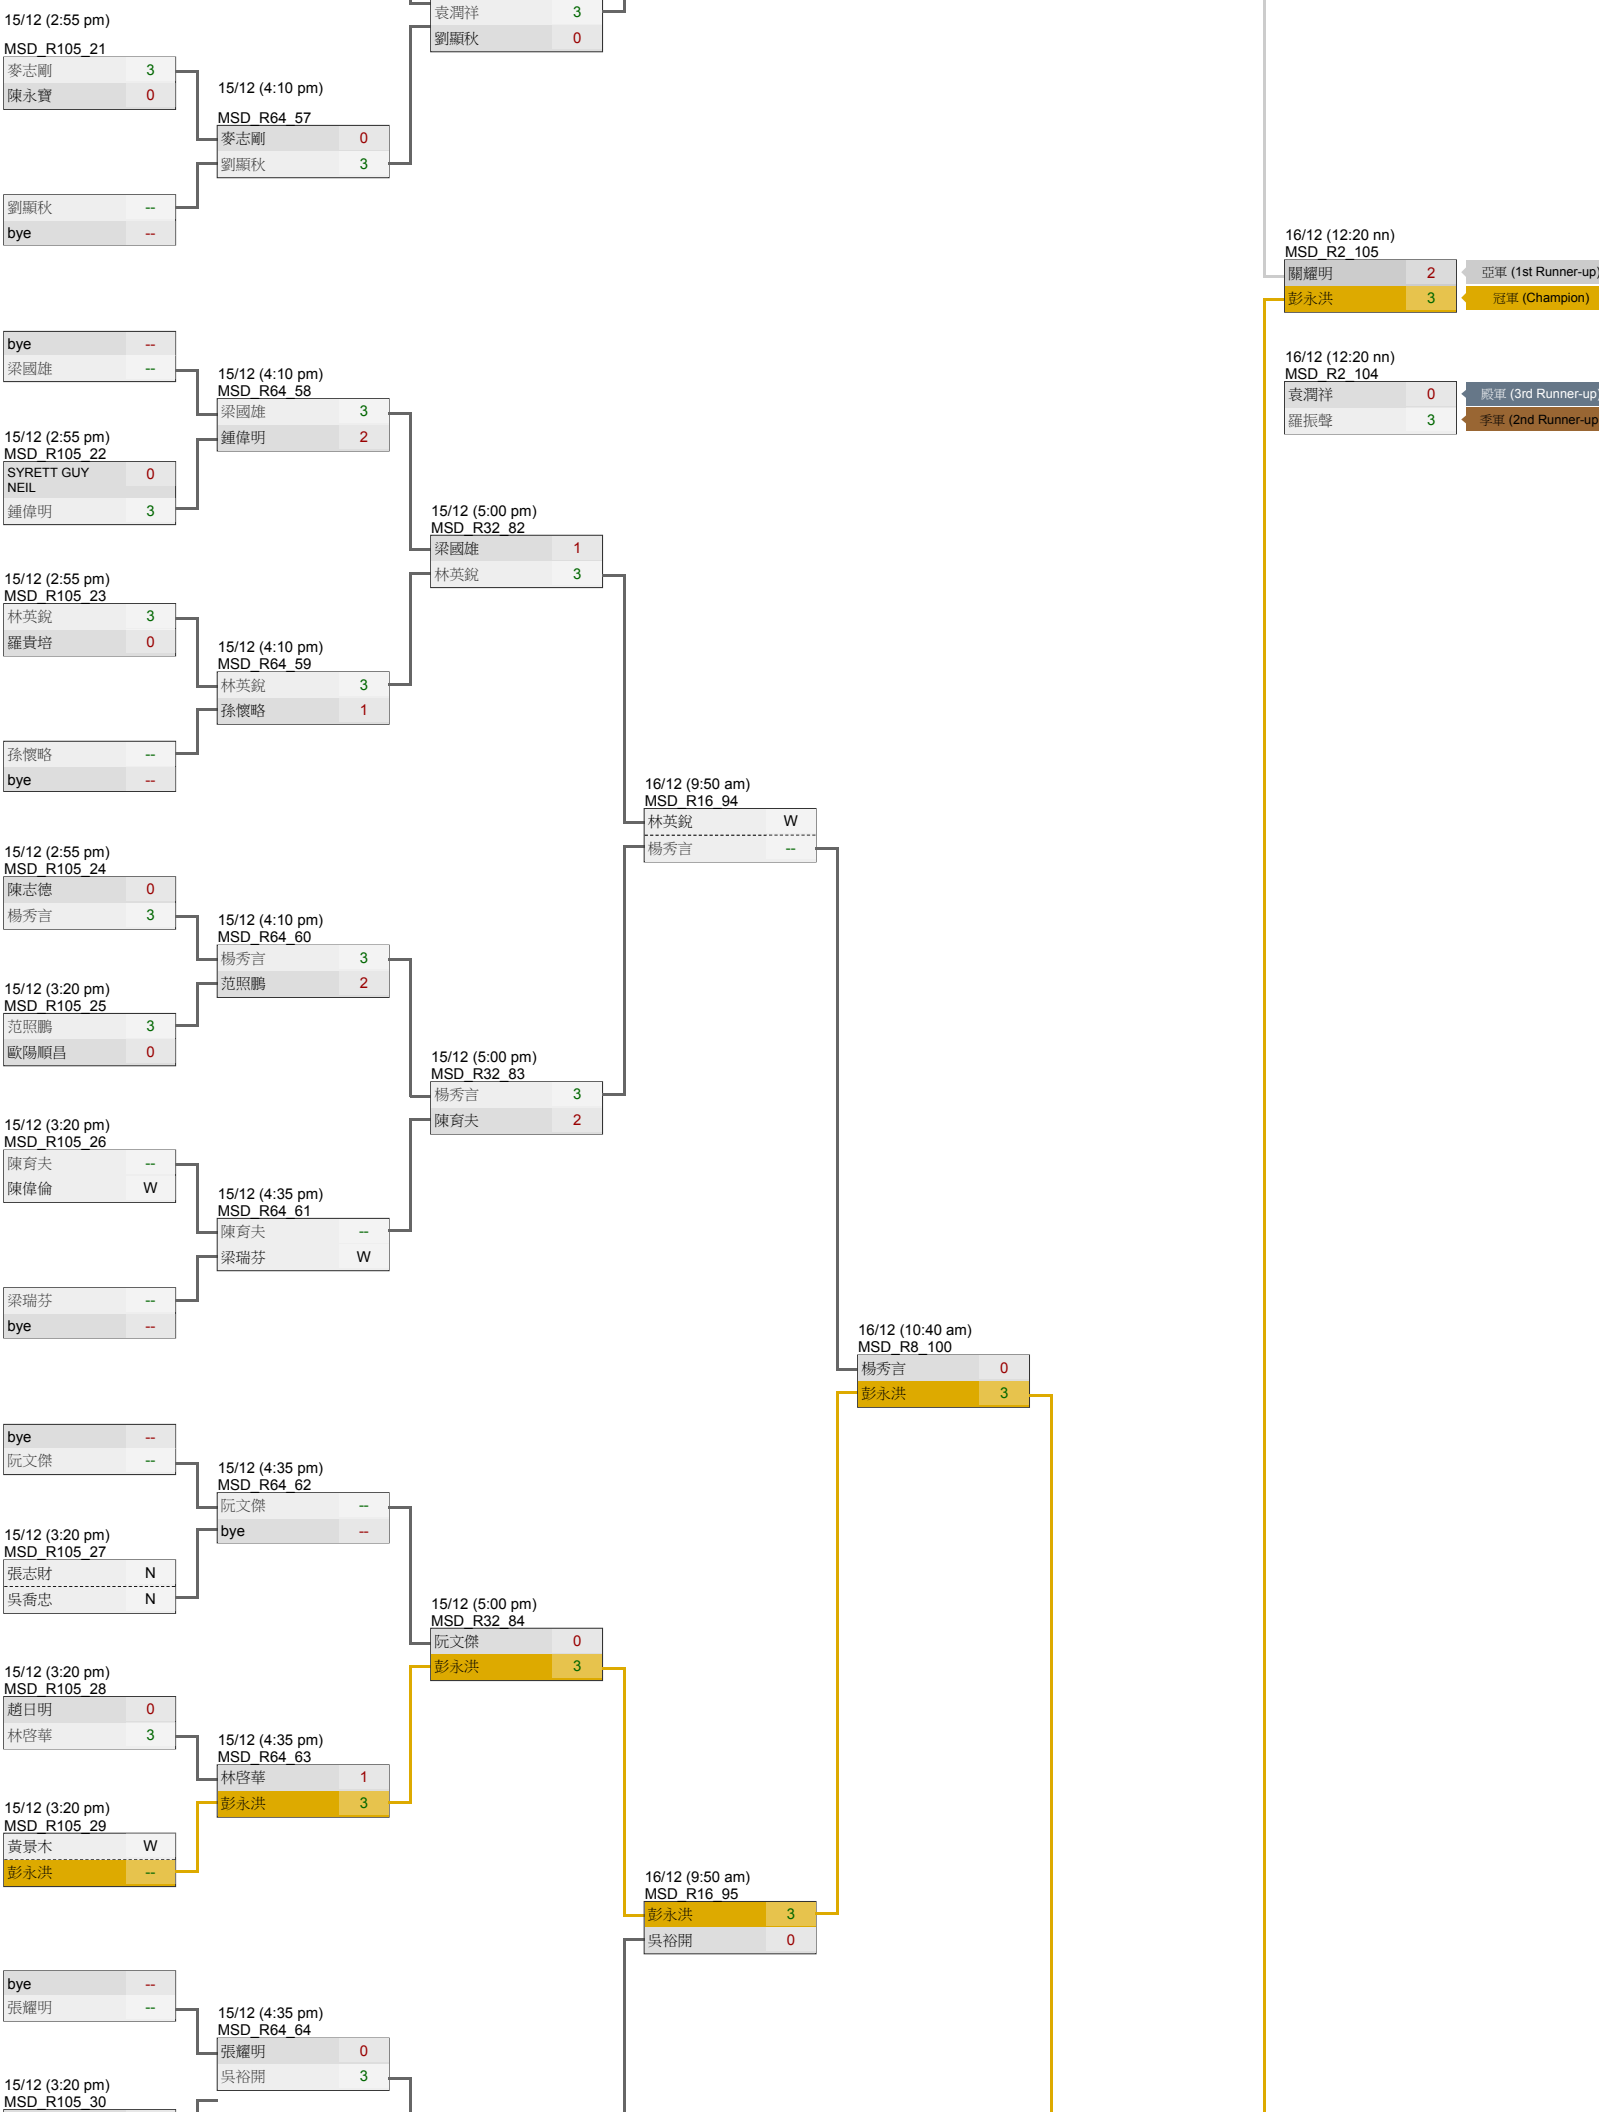 15/12 (2:55 pm)
MSD_R105_21
麥志剛 3
陳永寶 0
劉顯秋 --
bye --
bye --
梁國雄 --
15/12 (2:55 pm)
MSD_R105_22
SYRETT GUY
NEIL 0
鍾偉明 3
15/12 (2:55 pm)
MSD_R105_23
林英銳 3
羅貴培 0
孫懷略 --
bye --
15/12 (2:55 pm)
MSD_R105_24
陳志德 0
楊秀言 3
15/12 (3:20 pm)
MSD_R105_25
范照鵬 3
歐陽順昌 0
15/12 (3:20 pm)
MSD_R105_26
陳育夫 --
陳偉倫 W
梁瑞芬 --
bye --
bye --
阮文傑 --
15/12 (3:20 pm)
MSD_R105_27
張志財 N
吳喬忠 N
15/12 (3:20 pm)
MSD_R105_28
趙日明 0
林啓華 3
15/12 (3:20 pm)
MSD_R105_29
黃景木 W
彭永洪 --
bye --
張耀明 --
15/12 (3:20 pm)
MSD_R105_30
15/12 (4:10 pm)
MSD_R64_57
麥志剛 0
劉顯秋 3
15/12 (4:10 pm)
MSD_R64_58
梁國雄 3
鍾偉明 2
15/12 (4:10 pm)
MSD_R64_59
林英銳 3
孫懷略 1
15/12 (4:10 pm)
MSD_R64_60
楊秀言 3
范照鵬 2
15/12 (4:35 pm)
MSD_R64_61
陳育夫 --
梁瑞芬 W
15/12 (4:35 pm)
MSD_R64_62
阮文傑 --
bye --
15/12 (4:35 pm)
MSD_R64_63
林啓華 1
彭永洪 3
15/12 (4:35 pm)
MSD_R64_64
張耀明 0
吳裕開 3
袁潤祥 3
劉顯秋 0
15/12 (5:00 pm)
MSD_R32_82
梁國雄 1
林英銳 3
15/12 (5:00 pm)
MSD_R32_83
楊秀言 3
陳育夫 2
15/12 (5:00 pm)
MSD_R32_84
阮文傑 0
彭永洪 3
16/12 (9:50 am)
MSD_R16_94
林英銳 W
楊秀言 --
16/12 (9:50 am)
MSD_R16_95
彭永洪 3
吳裕開 0
16/12 (10:40 am)
MSD_R8_100
楊秀言 0
彭永洪 3
16/12 (12:20 nn)
MSD_R2_105
關耀明 2 亞軍 (1st Runner-up)
彭永洪 3 冠軍 (Champion)
16/12 (12:20 nn)
MSD_R2_104
袁潤祥 0 殿軍 (3rd Runner-up)
羅振聲 3 季軍 (2nd Runner-up